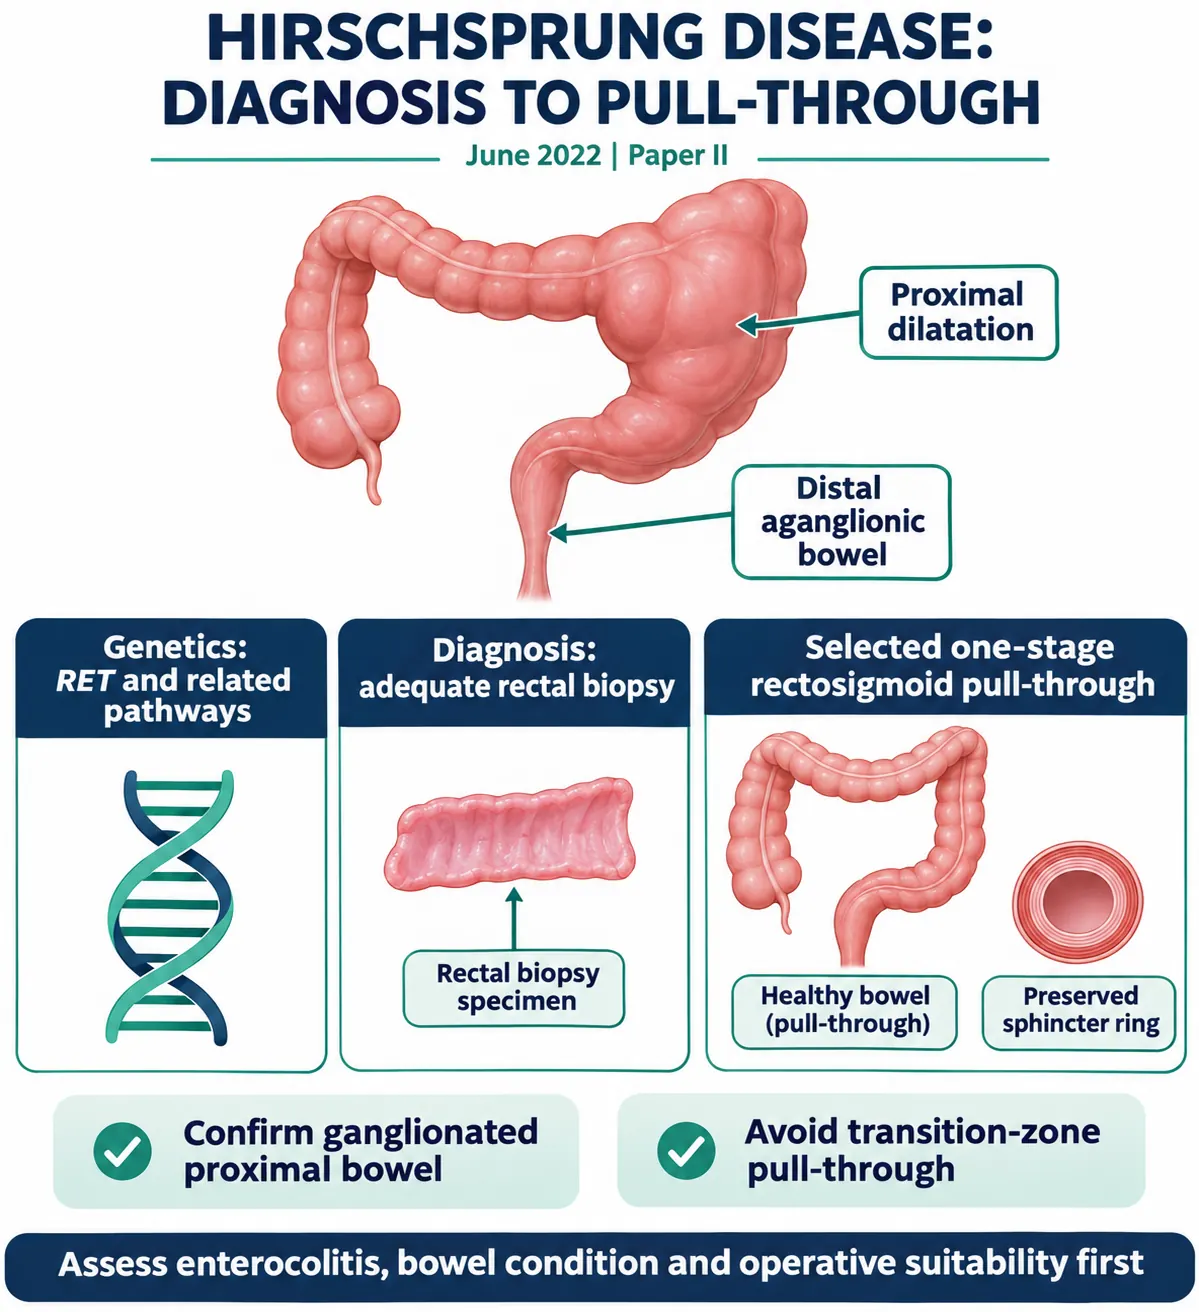 HIRSCHSPRUNG DISEASE:
DIAGNOSIS TO PULL-THROUGH
June 2022 | Paper II
Proximal
dilatation
Distal
aganglionic
bowel
Genetics:
RET and related
pathways
Diagnosis:
adequate rectal biopsy
Rectal biopsy
specimen
Selected one-stage
rectosigmoid pull-through
Healthy bowel
(pull-through)
Preserved
sphincter ring
Confirm ganglionated
proximal bowel
Avoid transition-zone
pull-through
Assess enterocolitis, bowel condition and operative suitability first